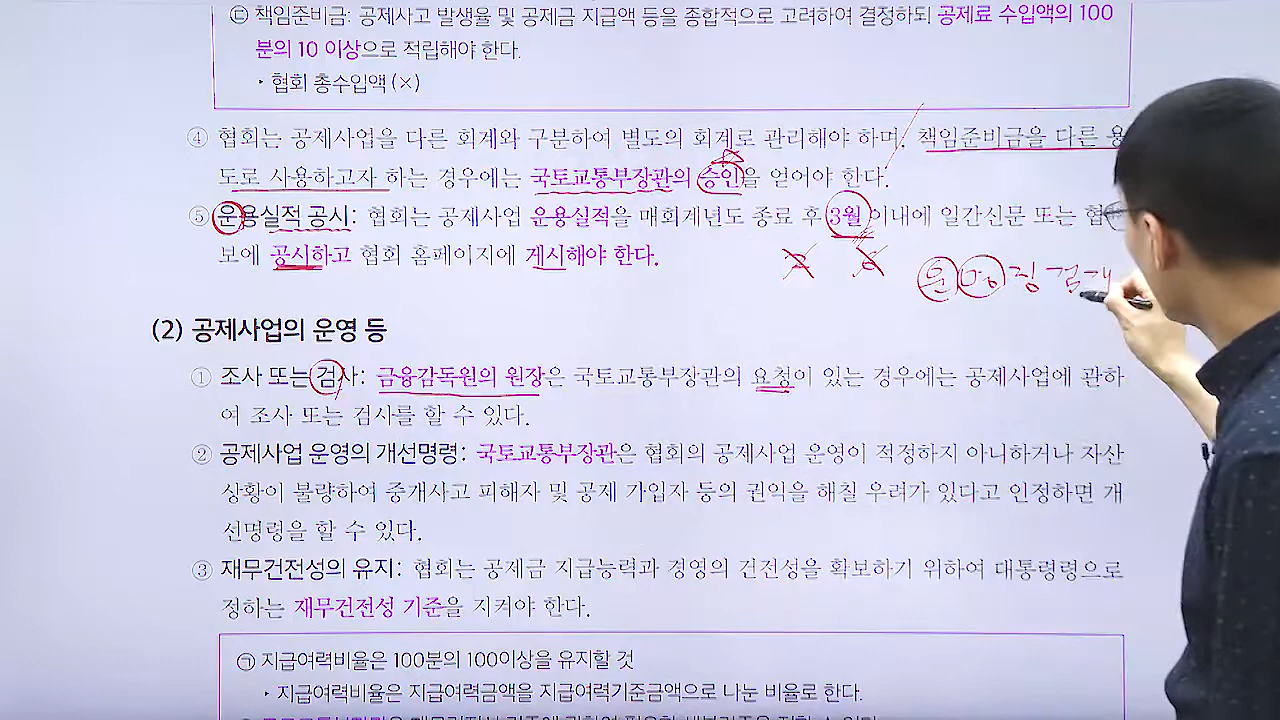 ㉢ 책임준비금: 공제사고 발생율 및 공제금 지급액 등을 종합적으로 고려하여 결정하되 공제료 수입액의 100
분의 10 이상으로 적립해야 한다.
‣ 협회 총수입액 (×)
④ 협회는 공제사업을 다른 회계와 구분하여 별도의 회계로 관리해야 하며, 책임준비금을 다른 용
도로 사용하고자 하는 경우에는 국토교통부장관의 승인을 얻어야 한다.
⑤ 운용실적 공시: 협회는 공제사업 운용실적을 매회계년도 종료 후 3월 이내에 일간신문 또는 협
보에 공시하고 협회 홈페이지에 게시해야 한다.
운 영 징 검 개
(2) 공제사업의 운영 등
① 조사 또는 검사: 금융감독원의 원장은 국토교통부장관의 요청이 있는 경우에는 공제사업에 관하
여 조사 또는 검사를 할 수 있다.
② 공제사업 운영의 개선명령: 국토교통부장관은 협회의 공제사업 운영이 적정하지 아니하거나 자산
상황이 불량하여 중개사고 피해자 및 공제 가입자 등의 권익을 해칠 우려가 있다고 인정하면 개
선명령을 할 수 있다.
③ 재무건전성의 유지: 협회는 공제금 지급능력과 경영의 건전성을 확보하기 위하여 대통령령으로
정하는 재무건전성 기준을 지켜야 한다.
㉠ 지급여력비율은 100분의 100이상을 유지할 것
‣ 지급여력비율은 지급여력금액을 지급여력기준금액으로 나눈 비율로 한다.